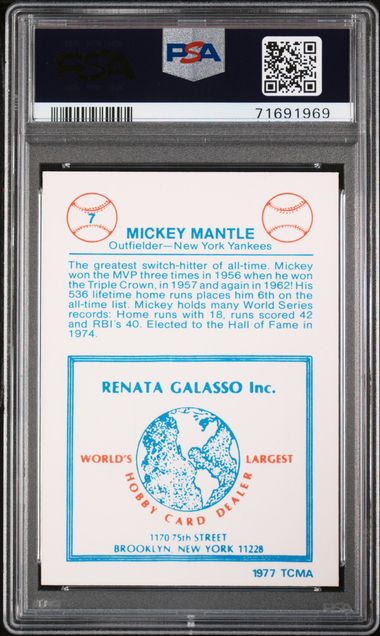 PSA
PSA
71691969
7
MICKEY MANTLE
Outfielder—New York Yankees
The greatest switch-hitter of all-time. Mickey
won the MVP three times in 1956 when he won
the Triple Crown, in 1957 and again in 1962! His
536 lifetime home runs places him 6th on the
all-time list. Mickey holds many World Series
records: Home runs with 18, runs scored 42
and RBI's 40. Elected to the Hall of Fame in
1974.
RENATA GALASSO Inc.
WORLD'S LARGEST
HOBBY CARD DEALER
1170 75th STREET
BROOKLYN, NEW YORK 11228
1977 TCMA